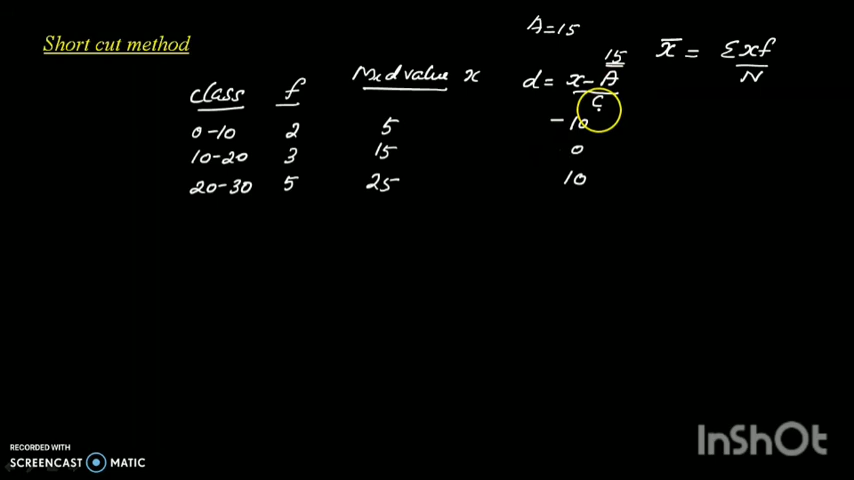 Short cut method
A=15
x̄ = Σxf
N
15
class f Mid value x d = x-A
c
0-10 2 5 -10
10-20 3 15 0
20-30 5 25 10
RECORDED WITH
SCREENCAST MATIC
InShOt